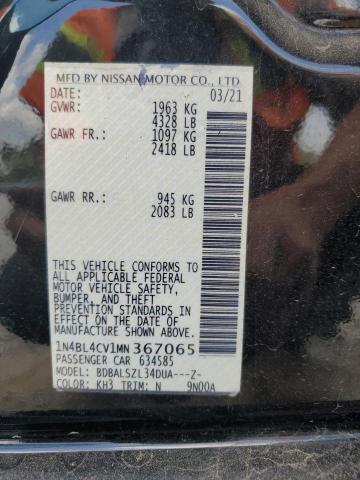 MFD BY NISSAN MOTOR CO., LTD.
DATE: 03/21
GVWR: 1963 KG
4328 LB
GAWR FR.: 1097 KG
2418 LB
GAWR RR.: 945 KG
2083 LB
THIS VEHICLE CONFORMS TO
ALL APPLICABLE FEDERAL
MOTOR VEHICLE SAFETY,
BUMPER, AND THEFT
PREVENTION STANDARDS IN
EFFECT ON THE DATE OF
MANUFACTURE SHOWN ABOVE.
1N4BL4CV1MN 367065
PASSENGER CAR 634585
MODEL: BDBALSZL34DUA---Z-
COLOR: KH3 TRIM: N 9N00A